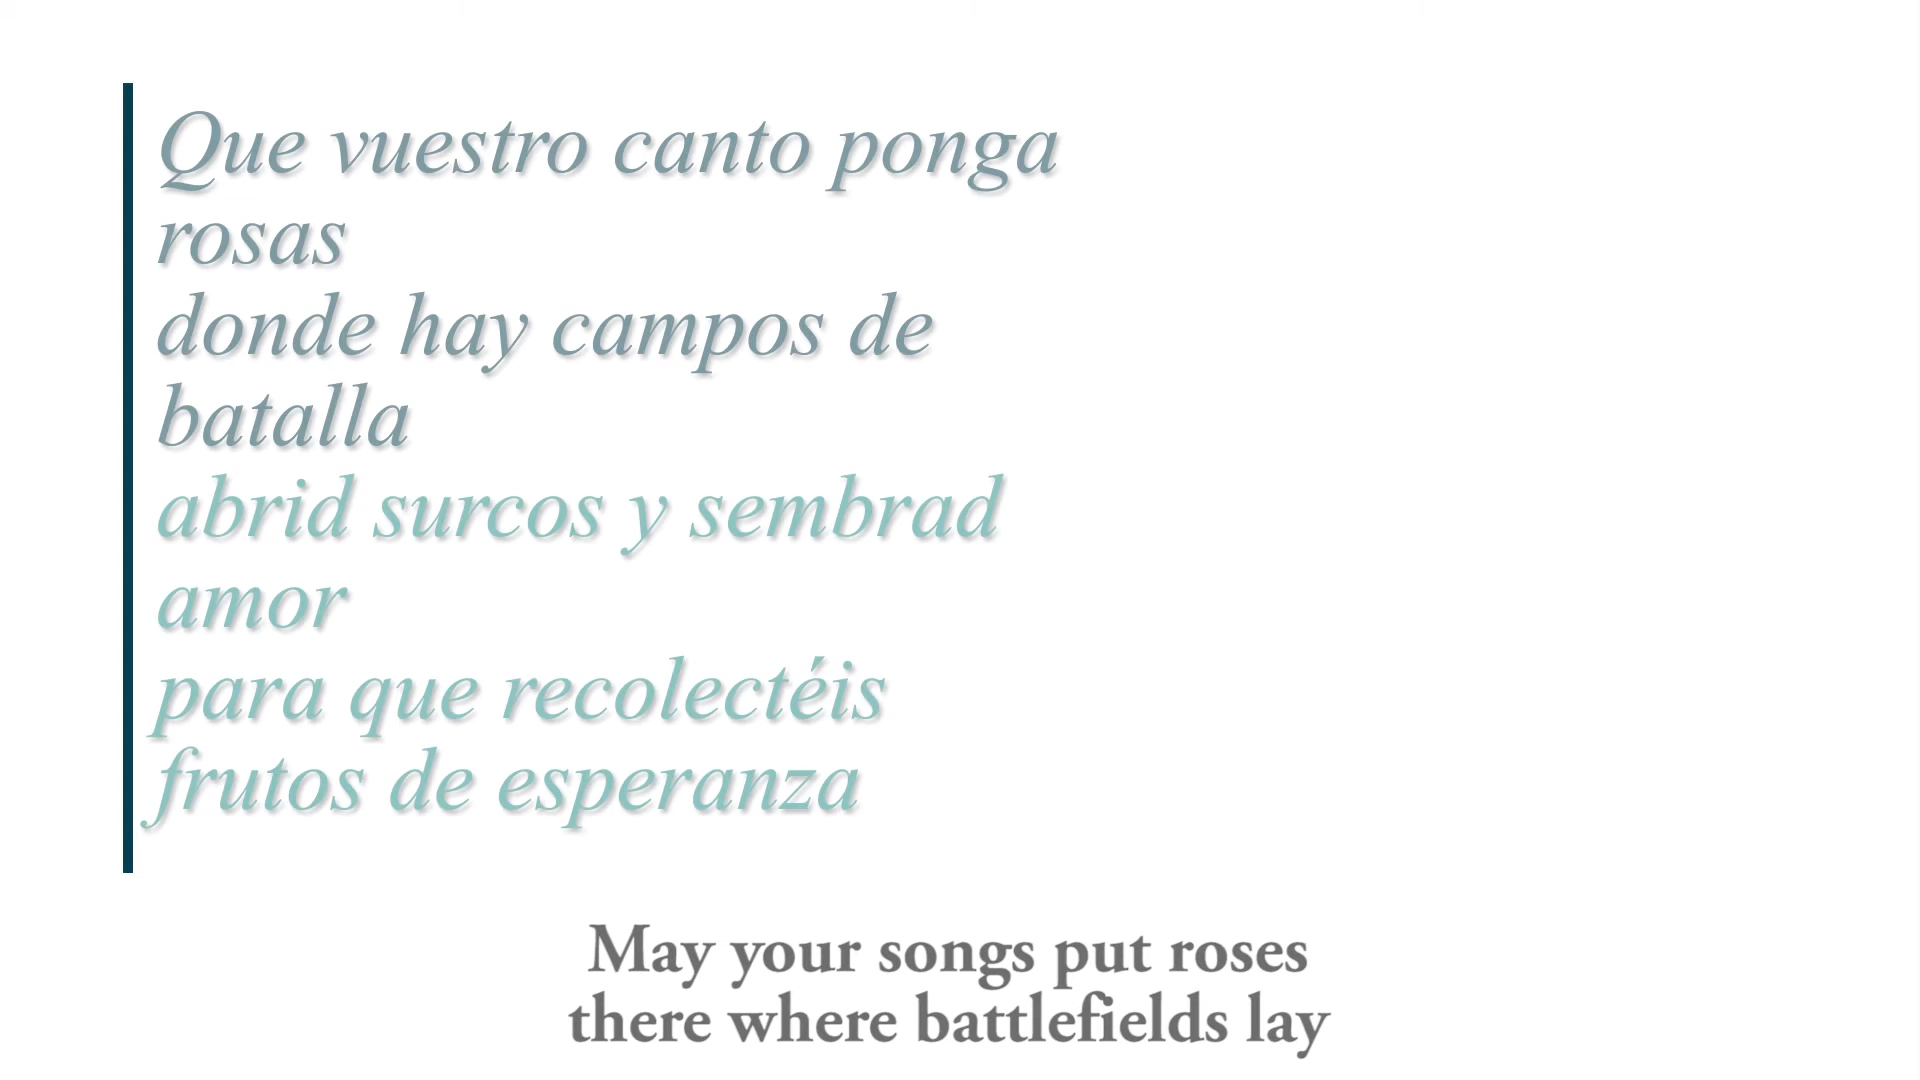 Que vuestro canto ponga
rosas
donde hay campos de
batalla
abrid surcos y sembrad
amor
para que recolectéis
frutos de esperanza
May your songs put roses
there where battlefields lay